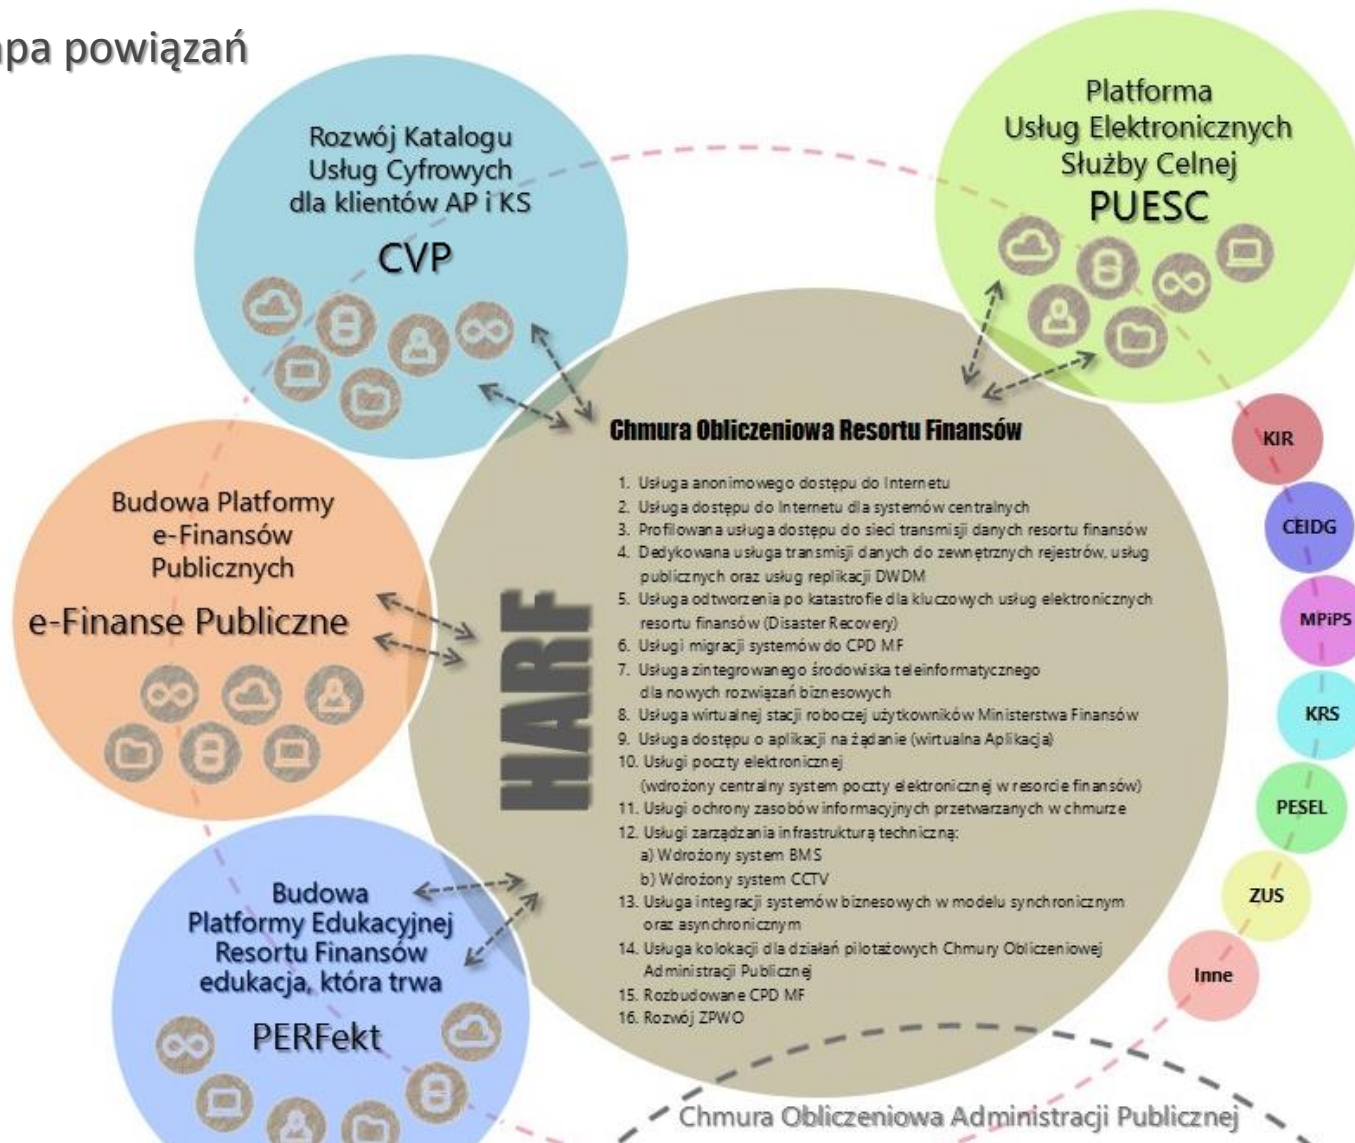 apa powiązań
Rozwój Katalogu
Usług Cyfrowych
dla klientów AP i KS
CVP
Platforma
Usług Elektronicznych
Służby Celnej
PUESC
Budowa Platformy
e-Finansów
Publicznych
e-Finanse Publiczne
Budowa
Platformy Edukacyjnej
Resortu Finansów
edukacja, która trwa
PERFekt
HARF
Chmura Obliczeniowa Resortu Finansów
1. Usługa anonimowego dostępu do Internetu
2. Usługa dostępu do Internetu dla systemów centralnych
3. Profilowana usługa dostępu do sieci transmisji danych resortu finansów
4. Dedykowana usługa transmisji danych do zewnętrznych rejestrów, usług
publicznych oraz usług replikacji DWDM
5. Usługa odtworzenia po katastrofie dla kluczowych usług elektronicznych
resortu finansów (Disaster Recovery)
6. Usługi migracji systemów do CPD MF
7. Usługa zintegrowanego środowiska teleinformatycznego
dla nowych rozwiązań biznesowych
8. Usługa wirtualnej stacji roboczej użytkowników Ministerstwa Finansów
9. Usługa dostępu o aplikacji na żądanie (wirtualna Aplikacja)
10. Usługi poczty elektronicznej
(wdrożony centralny system poczty elektronicznej w resorcie finansów)
11. Usługi ochrony zasobów informacyjnych przetwarzanych w chmurze
12. Usługi zarządzania infrastrukturą techniczną:
a) Wdrożony system BMS
b) Wdrożony system CCTV
13. Usługa integracji systemów biznesowych w modelu synchronicznym
oraz asynchronicznym
14. Usługa kolokacji dla działań pilotażowych Chmury Obliczeniowej
Administracji Publicznej
15. Rozbudowane CPD MF
16. Rozwój ZPWO
KIR
CEIDG
MPiPS
KRS
PESEL
ZUS
Inne
Chmura Obliczeniowa Administracji Publicznej